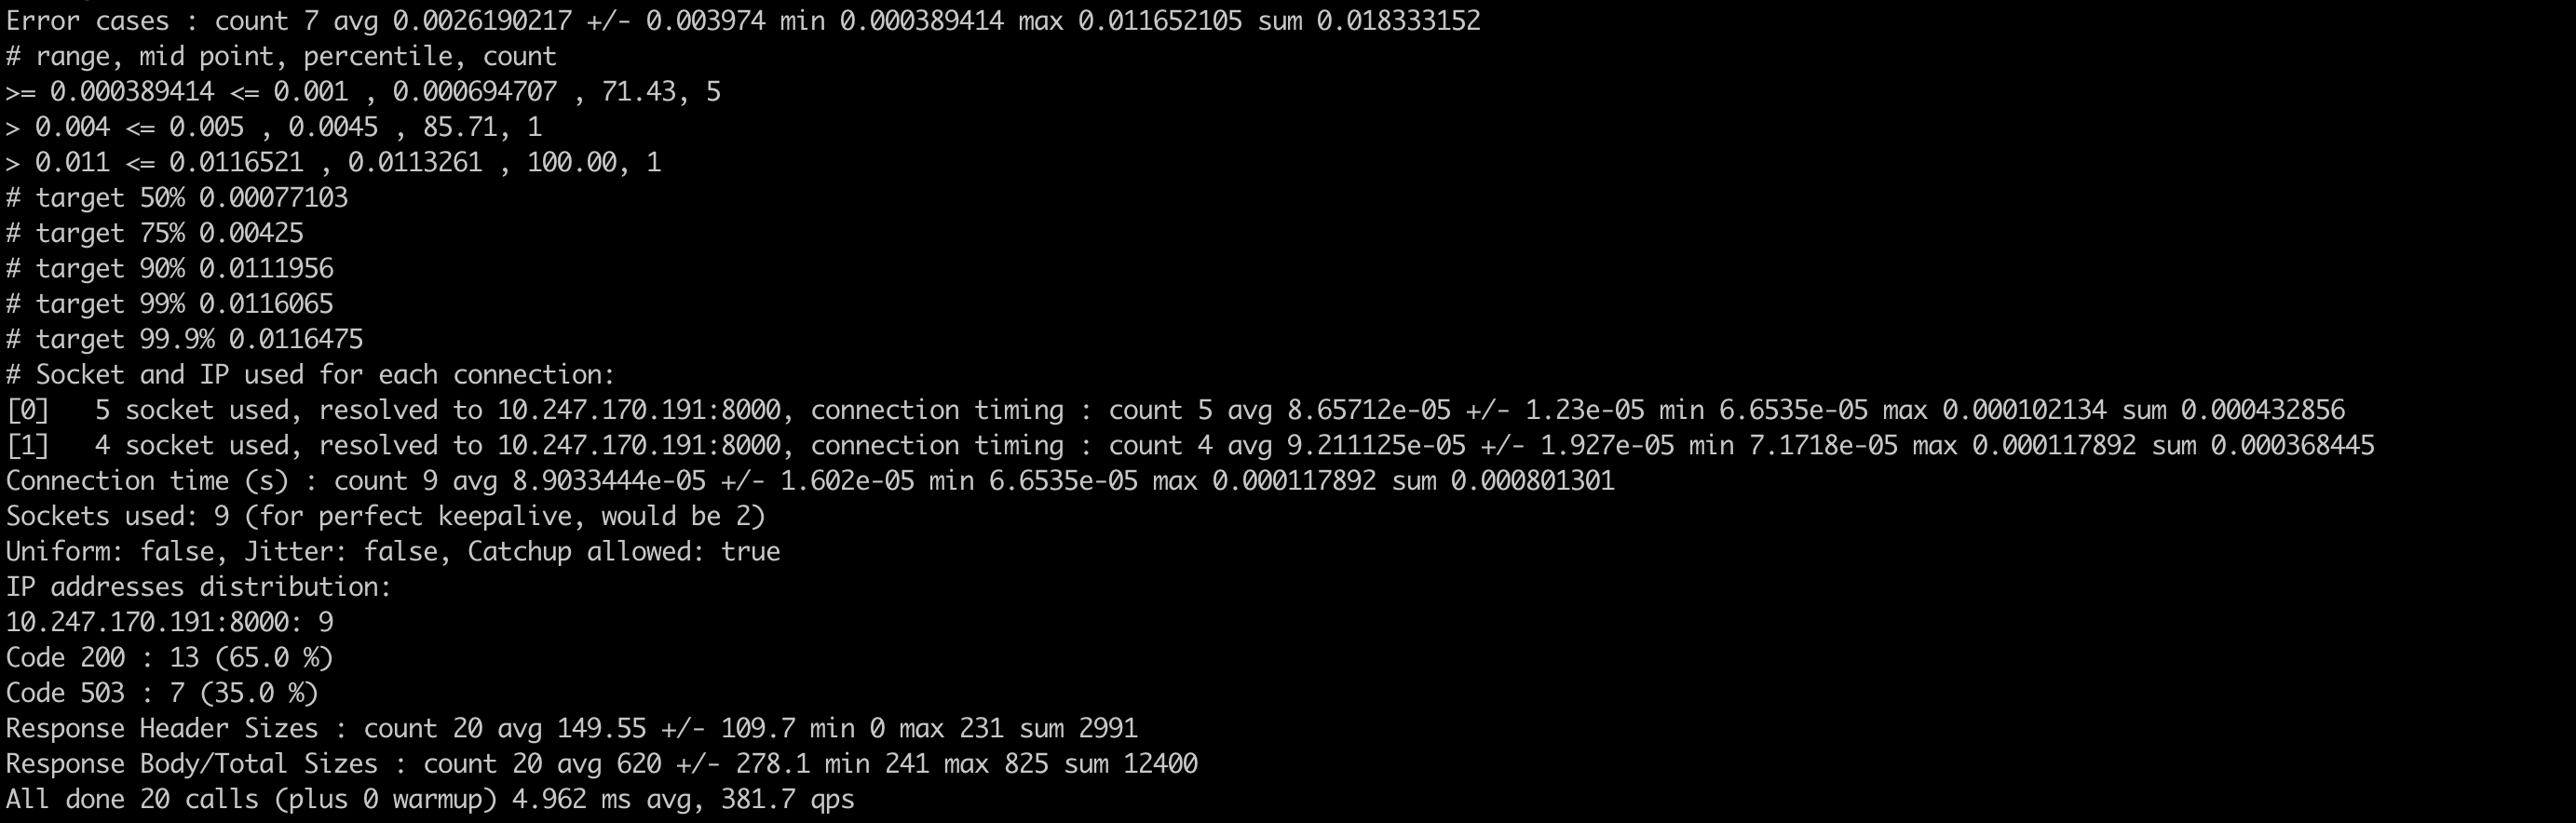 Error cases : count 7 avg 0.0026190217 +/- 0.003974 min 0.000389414 max 0.011652105 sum 0.018333152
# range, mid point, percentile, count
>= 0.000389414 <= 0.001 , 0.000694707 , 71.43, 5
> 0.004 <= 0.005 , 0.0045 , 85.71, 1
> 0.011 <= 0.0116521 , 0.0113261 , 100.00, 1
# target 50% 0.00077103
# target 75% 0.00425
# target 90% 0.0111956
# target 99% 0.0116065
# target 99.9% 0.0116475
# Socket and IP used for each connection:
[0]   5 socket used, resolved to 10.247.170.191:8000, connection timing : count 5 avg 8.65712e-05 +/- 1.23e-05 min 6.6535e-05 max 0.000102134 sum 0.000432856
[1]   4 socket used, resolved to 10.247.170.191:8000, connection timing : count 4 avg 9.211125e-05 +/- 1.927e-05 min 7.1718e-05 max 0.000117892 sum 0.000368445
Connection time (s) : count 9 avg 8.9033444e-05 +/- 1.602e-05 min 6.6535e-05 max 0.000117892 sum 0.000801301
Sockets used: 9 (for perfect keepalive, would be 2)
Uniform: false, Jitter: false, Catchup allowed: true
IP addresses distribution:
10.247.170.191:8000: 9
Code 200 : 13 (65.0 %)
Code 503 : 7 (35.0 %)
Response Header Sizes : count 20 avg 149.55 +/- 109.7 min 0 max 231 sum 2991
Response Body/Total Sizes : count 20 avg 620 +/- 278.1 min 241 max 825 sum 12400
All done 20 calls (plus 0 warmup) 4.962 ms avg, 381.7 qps